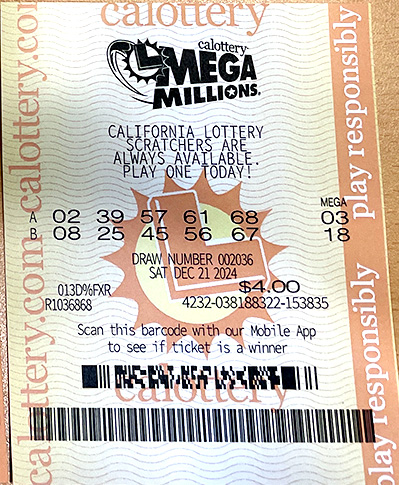 calottery
calottery
MEGA
MILLIONS.
CALIFORNIA LOTTERY
SCRATCHERS ARE
ALWAYS AVAILABLE.
PLAY ONE TODAY!
MEGA
A 02 39 57 61 68 03
B 08 25 45 56 67 18
DRAW NUMBER 002036
SAT DEC 21 2024
013D%FXR $4.00
R1036868 4232-038188322-153835
Scan this barcode with our Mobile App
to see if ticket is a winner
calottery
calottery.com-calottery.co
play responsibly
play responsibly